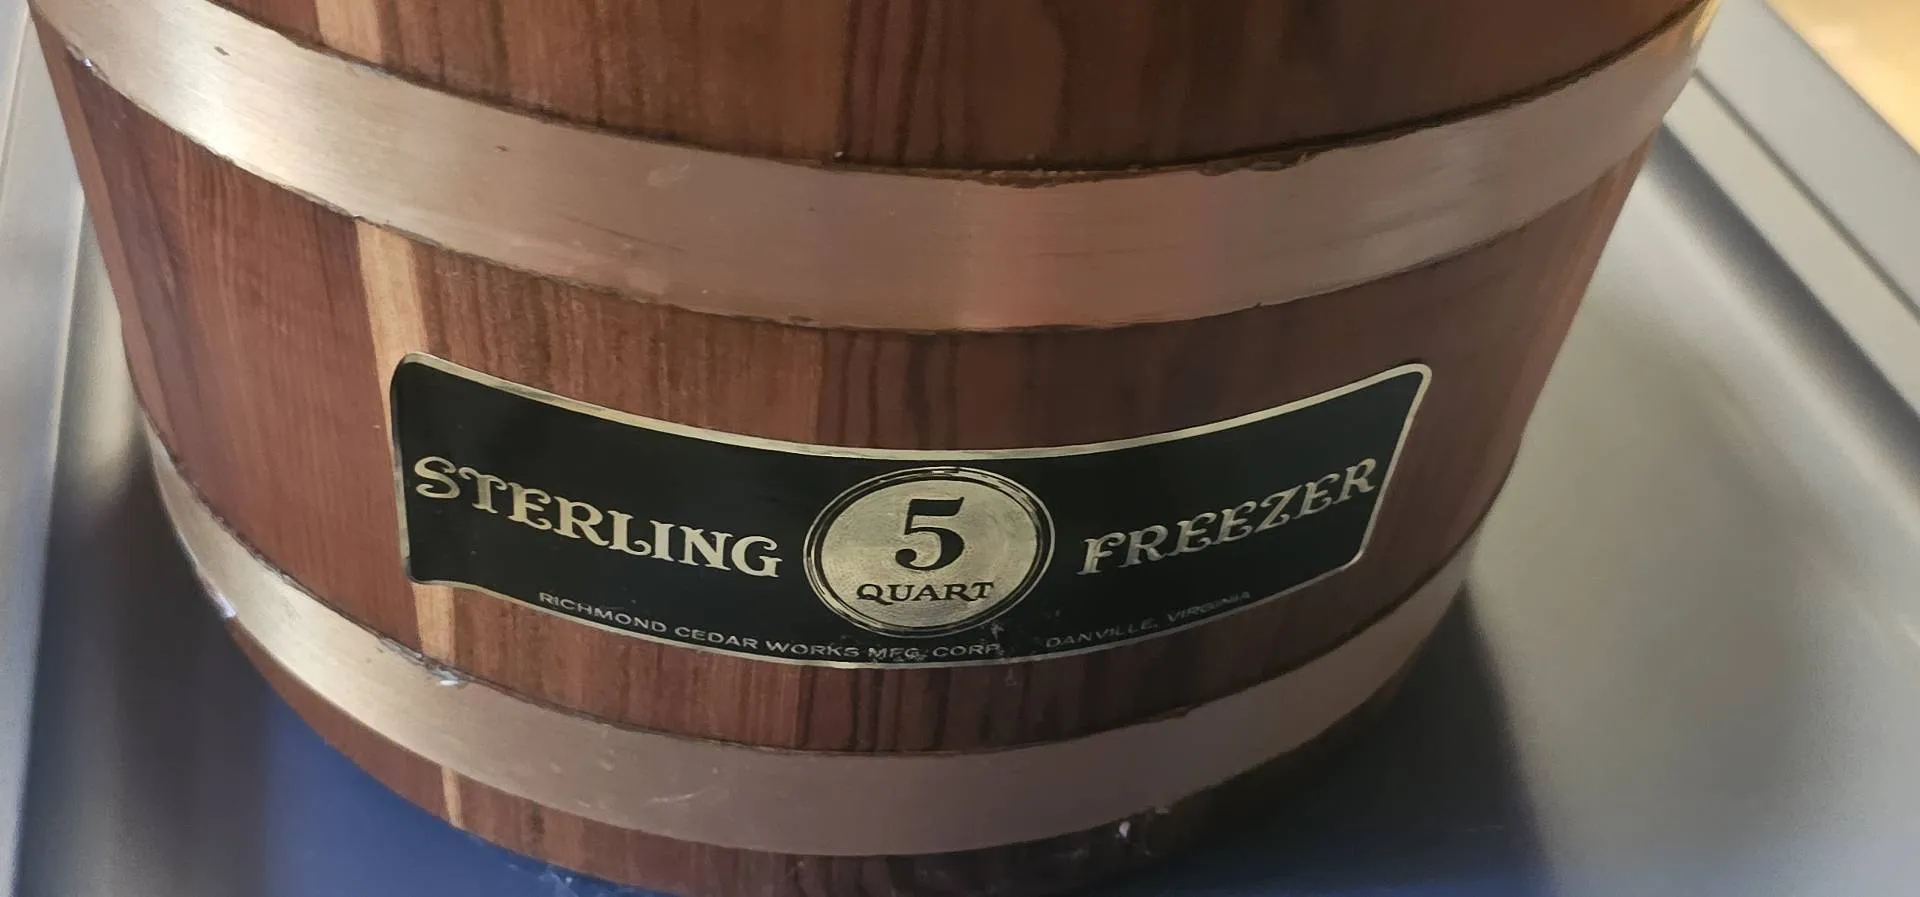 STERLING 5 FREEZER
QUART
RICHMOND CEDAR WORKS MFG. CORP. DANVILLE, VIRGINIA